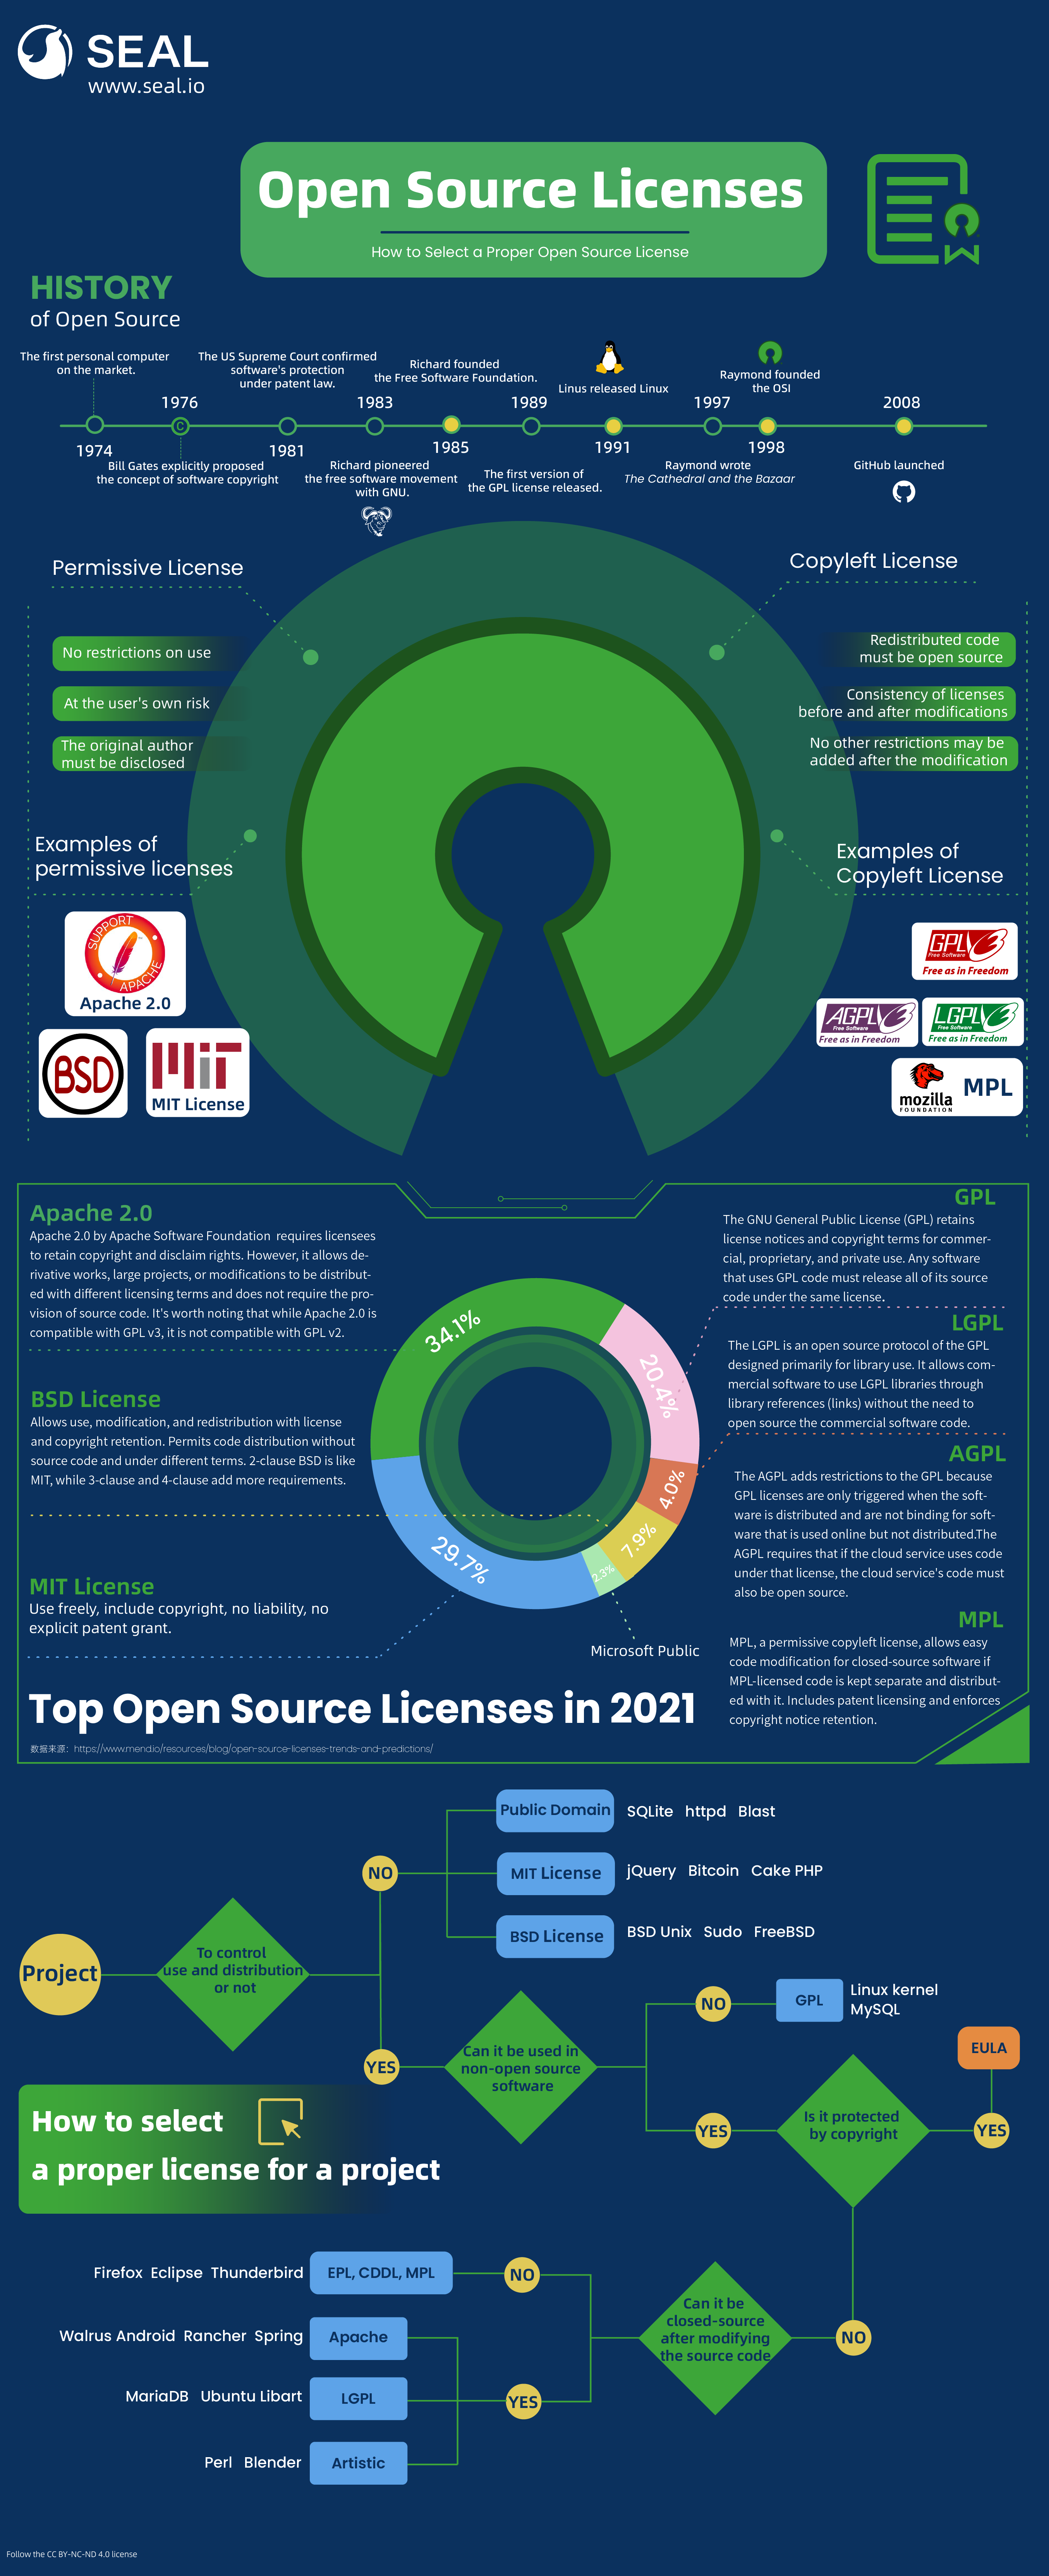 SEAL
www.seal.io
Open Source Licenses
How to Select a Proper Open Source License
HISTORY
of Open Source
The first personal computer
on the market.
1974
1976
Bill Gates explicitly proposed
the concept of software copyright
The US Supreme Court confirmed
software's protection
under patent law.
1981
1983
Richard pioneered
the free software movement
with GNU.
Richard founded
the Free Software Foundation.
1985
1989
The first version of
the GPL license released.
Linus released Linux
1991
1997
Raymond wrote
The Cathedral and the Bazaar
Raymond founded
the OSI
1998
2008
GitHub launched
Permissive License
No restrictions on use
At the user's own risk
The original author
must be disclosed
Copyleft License
Redistributed code
must be open source
Consistency of licenses
before and after modifications
No other restrictions may be
added after the modification
Examples of
permissive licenses
SUPPORT
APACHE
Apache 2.0
BSD
MIT
MIT License
Examples of
Copyleft License
GPLv3
Free Software
Free as in Freedom
AGPLv3
Free Software
Free as in Freedom
LGPLv3
Free Software
Free as in Freedom
mozilla
FOUNDATION
MPL
Apache 2.0
Apache 2.0 by Apache Software Foundation requires licensees
to retain copyright and disclaim rights. However, it allows de-
rivative works, large projects, or modifications to be distribut-
ed with different licensing terms and does not require the pro-
vision of source code. It's worth noting that while Apache 2.0 is
compatible with GPL v3, it is not compatible with GPL v2.
BSD License
Allows use, modification, and redistribution with license
and copyright retention. Permits code distribution without
source code and under different terms. 2-clause BSD is like
MIT, while 3-clause and 4-clause add more requirements.
MIT License
Use freely, include copyright, no liability, no
explicit patent grant.
34.1%
20.4%
4.0%
7.9%
2.3%
29.7%
Microsoft Public
GPL
The GNU General Public License (GPL) retains
license notices and copyright terms for commer-
cial, proprietary, and private use. Any software
that uses GPL code must release all of its source
code under the same license.
LGPL
The LGPL is an open source protocol of the GPL
designed primarily for library use. It allows com-
mercial software to use LGPL libraries through
library references (links) without the need to
open source the commercial software code.
AGPL
The AGPL adds restrictions to the GPL because
GPL licenses are only triggered when the soft-
ware is distributed and are not binding for soft-
ware that is used online but not distributed.The
AGPL requires that if the cloud service uses code
under that license, the cloud service's code must
also be open source.
MPL
MPL, a permissive copyleft license, allows easy
code modification for closed-source software if
MPL-licensed code is kept separate and distribut-
ed with it. Includes patent licensing and enforces
copyright notice retention.
Top Open Source Licenses in 2021
数据来源：https://www.mend.io/resources/blog/open-source-licenses-trends-and-predictions/
Project
To control
use and distribution
or not
NO
Public Domain
SQLite httpd Blast
MIT License
jQuery Bitcoin Cake PHP
BSD License
BSD Unix Sudo FreeBSD
YES
Can it be used in
non-open source
software
NO
GPL
Linux kernel
MySQL
YES
Is it protected
by copyright
YES
EULA
How to select
a proper license for a project
NO
Can it be
closed-source
after modifying
the source code
NO
EPL, CDDL, MPL
Firefox Eclipse Thunderbird
YES
Apache
Walrus Android Rancher Spring
LGPL
MariaDB Ubuntu Libart
Artistic
Perl Blender
Follow the CC BY-NC-ND 4.0 license